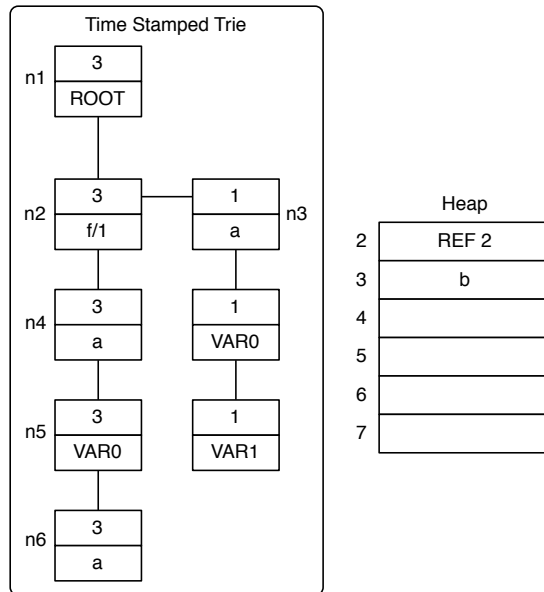 Time Stamped Trie
n1
3
ROOT
n2
3
f/1
1
a
n3
n4
3
a
1
VAR0
n5
3
VAR0
1
VAR1
n6
3
a
Heap
2 REF 2
3 b
4
5
6
7